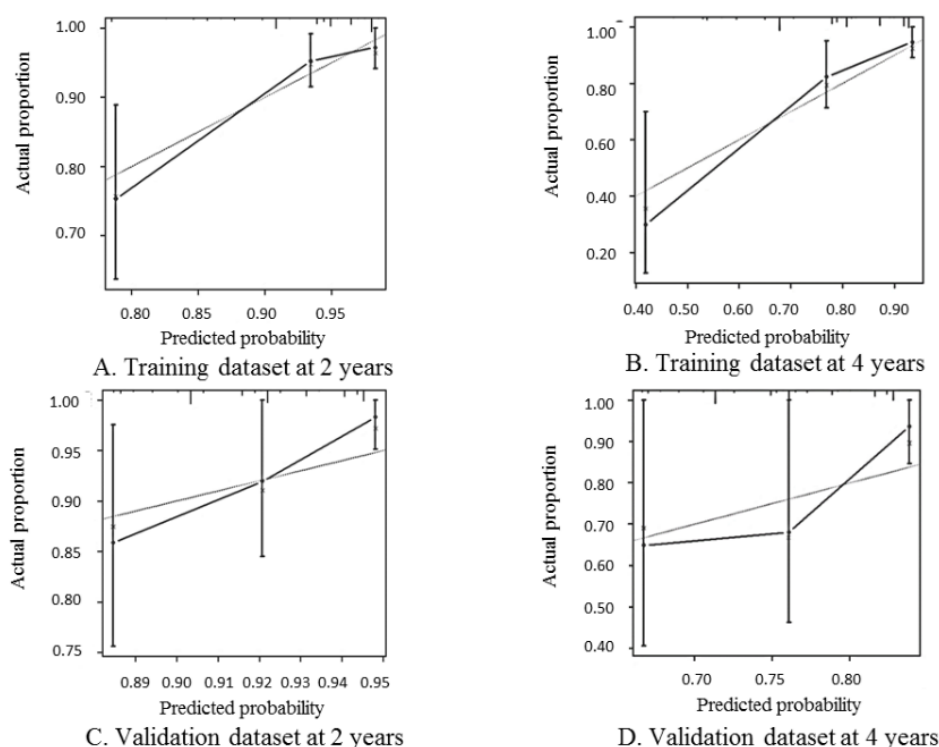 1.00
0.90
0.80
0.70
Actual proportion
0.80 0.85 0.90 0.95
Predicted probability
A. Training dataset at 2 years
1.00
0.80
0.60
0.40
0.20
Actual proportion
0.40 0.50 0.60 0.70 0.80 0.90
Predicted probability
B. Training dataset at 4 years
1.00
0.95
0.90
0.85
0.80
0.75
Actual proportion
0.89 0.90 0.91 0.92 0.93 0.94 0.95
Predicted probability
C. Validation dataset at 2 years
1.00
0.90
0.80
0.70
0.60
0.50
0.40
Actual proportion
0.70 0.75 0.80
Predicted probability
D. Validation dataset at 4 years